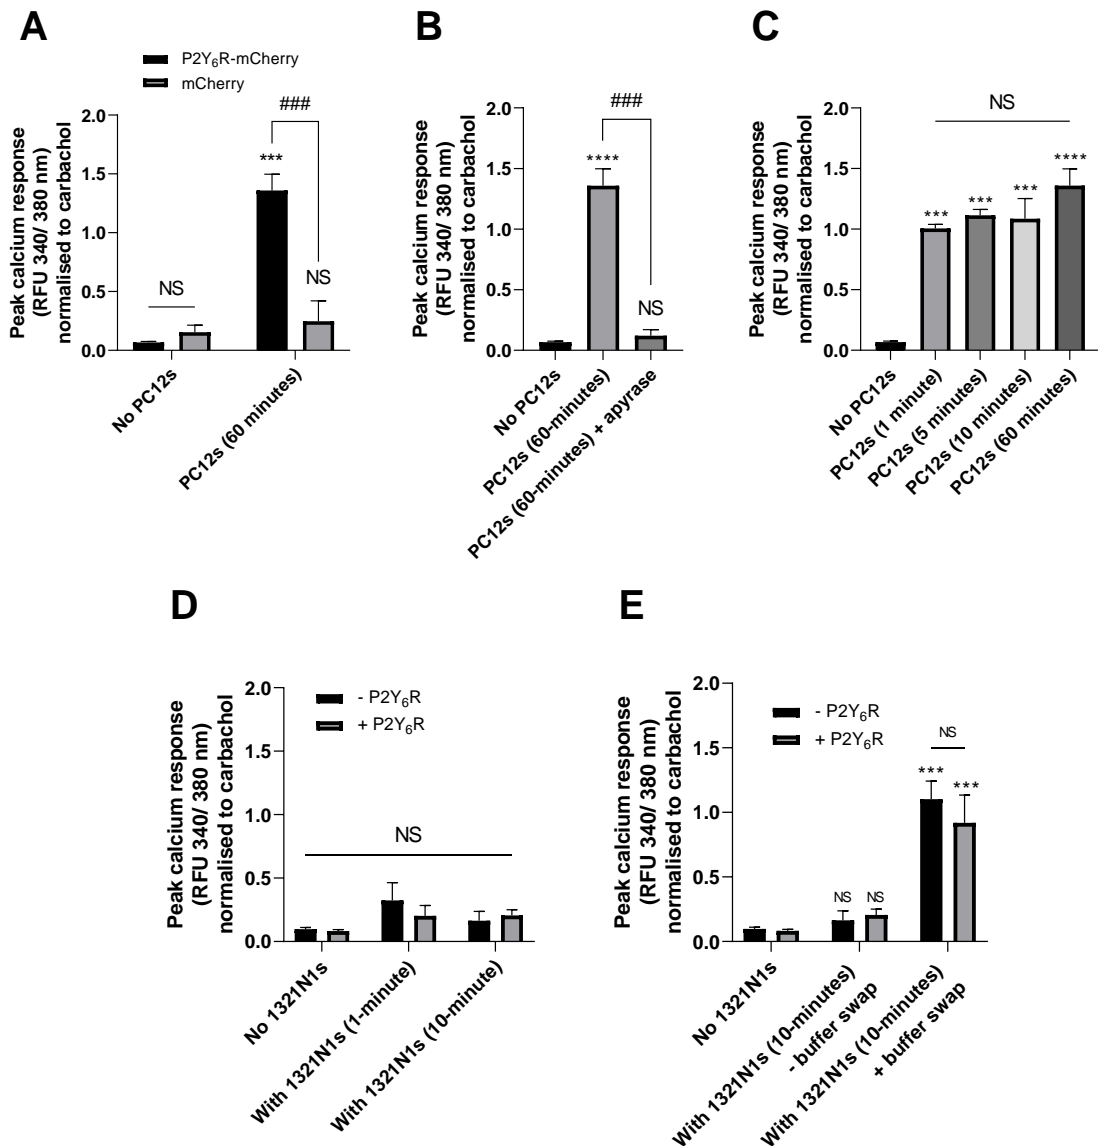 A
P2Y₆R-mCherry
mCherry
Peak calcium response
(RFU 340/ 380 nm)
normalised to carbachol
2.0
1.5
1.0
0.5
0.0
NS
***
###
NS
No PC12s
PC12s (60 minutes)
B
Peak calcium response
(RFU 340/ 380 nm)
normalised to carbachol
2.0
1.5
1.0
0.5
0.0
****
###
NS
No PC12s
PC12s (60-minutes)
PC12s (60-minutes) + apyrase
C
Peak calcium response
(RFU 340/ 380 nm)
normalised to carbachol
2.0
1.5
1.0
0.5
0.0
NS
***
***
***
****
No PC12s
PC12s (1 minute)
PC12s (5 minutes)
PC12s (10 minutes)
PC12s (60 minutes)
D
- P2Y₆R
+ P2Y₆R
Peak calcium response
(RFU 340/ 380 nm)
normalised to carbachol
2.0
1.5
1.0
0.5
0.0
NS
No 1321N1s
With 1321N1s (1-minute)
With 1321N1s (10-minute)
E
- P2Y₆R
+ P2Y₆R
Peak calcium response
(RFU 340/ 380 nm)
normalised to carbachol
2.0
1.5
1.0
0.5
0.0
NS
NS
NS
***
***
No 1321N1s
With 1321N1s (10-minutes)
- buffer swap
With 1321N1s (10-minutes)
+ buffer swap